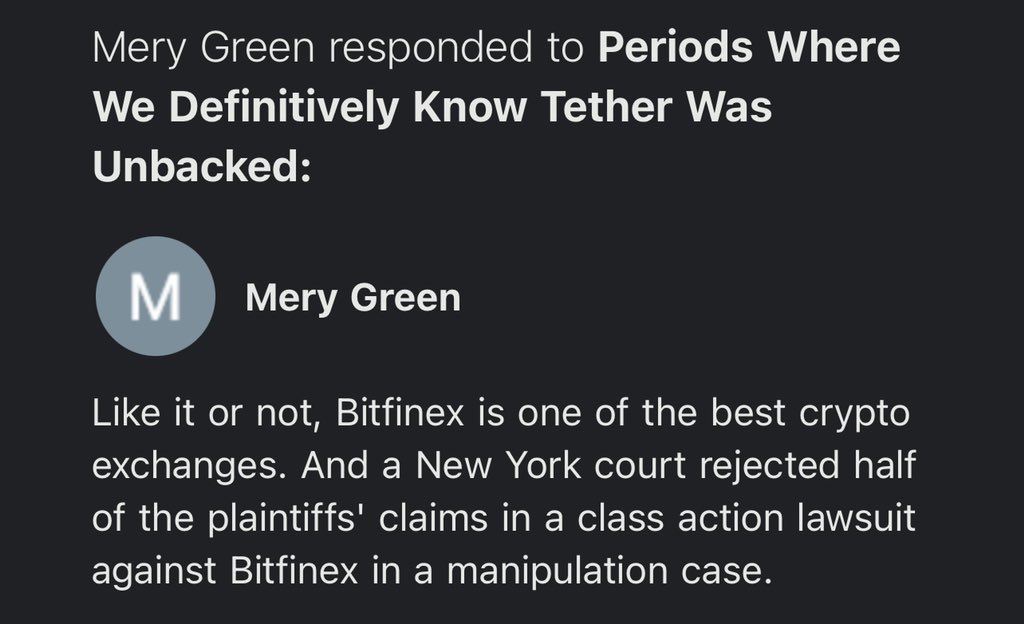 Mery Green responded to Periods Where
We Definitively Know Tether Was
Unbacked:
M
Mery Green
Like it or not, Bitfinex is one of the best crypto
exchanges. And a New York court rejected half
of the plaintiffs' claims in a class action lawsuit
against Bitfinex in a manipulation case.